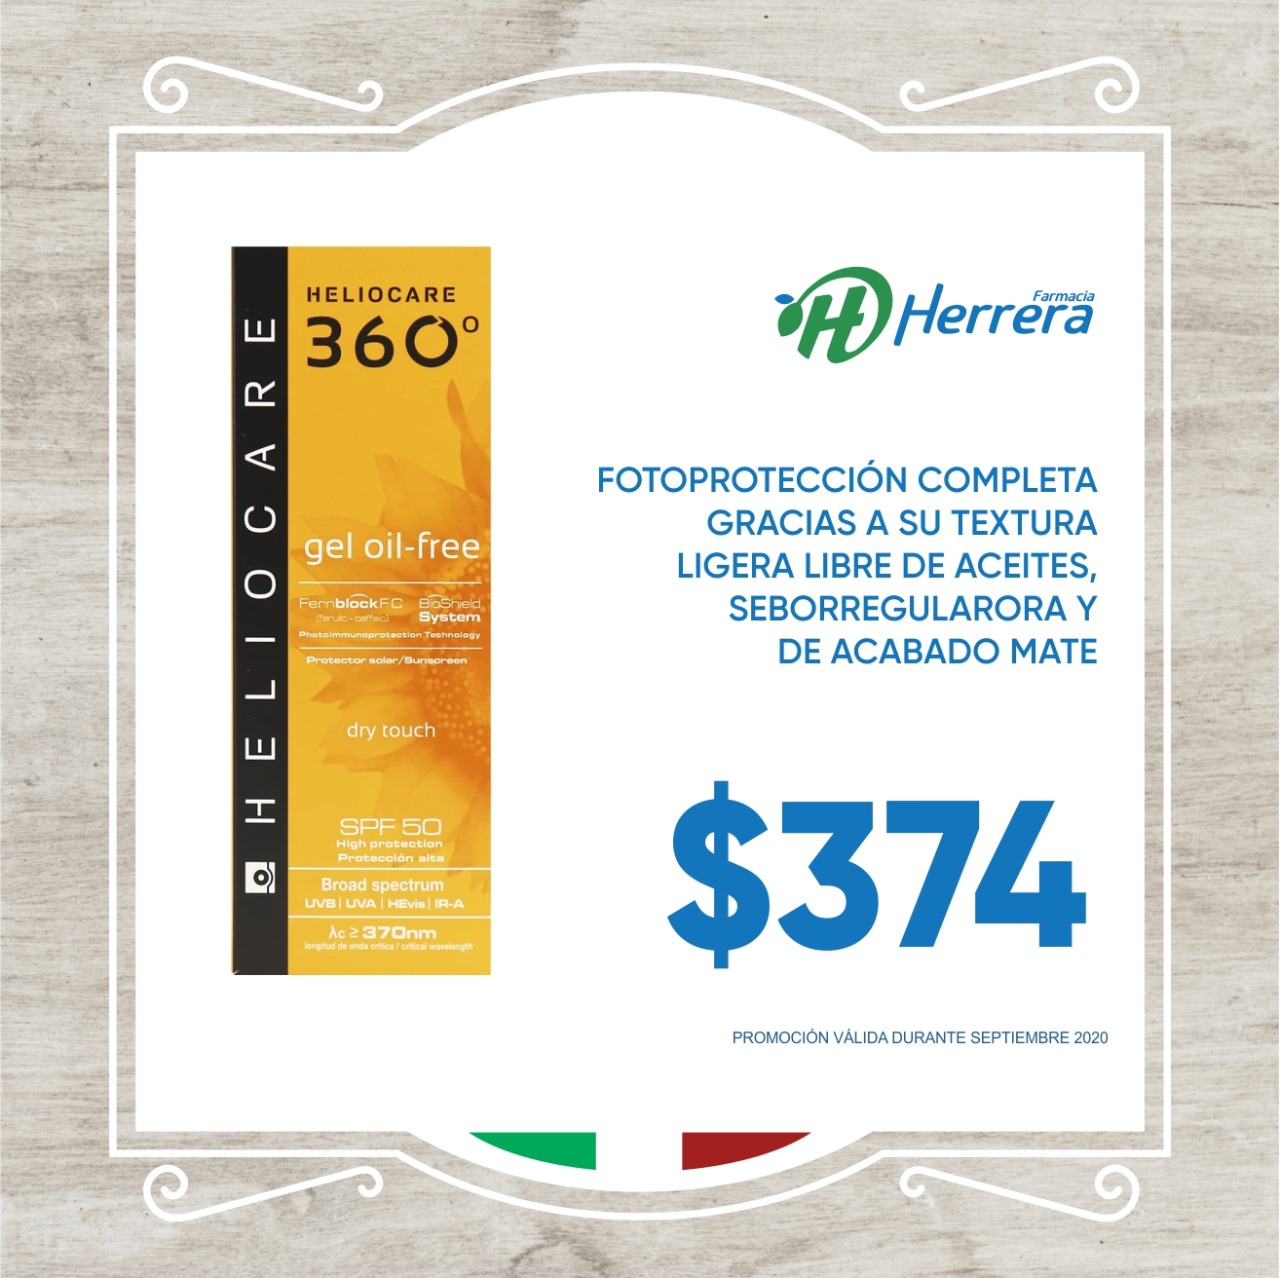 HELIOCARE
HELIOCARE
360º
gel oil-free
FernblockFC
(ferulic - caffeic)
BioShield
System
Photoimmunoprotection Technology
Protector solar/Sunscreen
dry touch
SPF 50
High protection
Protección alta
Broad spectrum
UVB | UVA | HEvis | IR-A
λc ≥ 370nm
longitud de onda crítica / critical wavelength
H
Farmacia
Herrera
FOTOPROTECCIÓN COMPLETA
GRACIAS A SU TEXTURA
LIGERA LIBRE DE ACEITES,
SEBORREGULARORA Y
DE ACABADO MATE
$374
PROMOCIÓN VÁLIDA DURANTE SEPTIEMBRE 2020